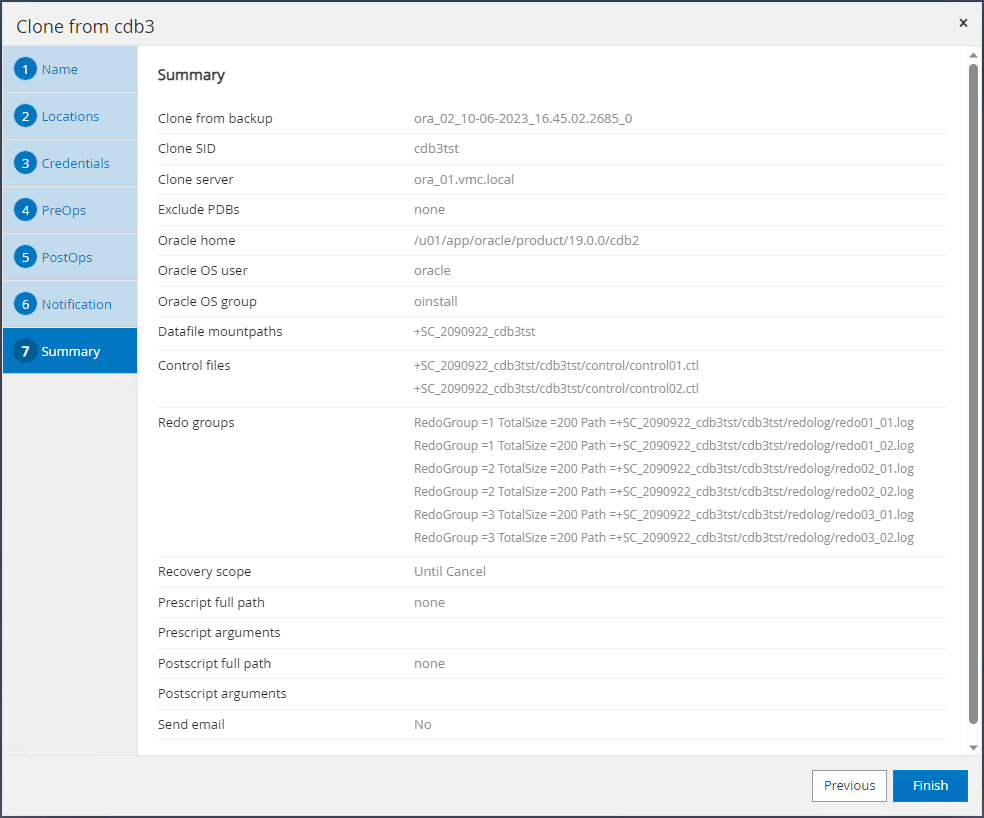 Clone from cdb3
×
1 Name
2 Locations
3 Credentials
4 PreOps
5 PostOps
6 Notification
7 Summary
Summary
Clone from backup ora_02_10-06-2023_16.45.02.2685_0
Clone SID cdb3tst
Clone server ora_01.vmc.local
Exclude PDBs none
Oracle home /u01/app/oracle/product/19.0.0/cdb2
Oracle OS user oracle
Oracle OS group oinstall
Datafile mountpaths +SC_2090922_cdb3tst
Control files +SC_2090922_cdb3tst/cdb3tst/control/control01.ctl
+SC_2090922_cdb3tst/cdb3tst/control/control02.ctl
Redo groups RedoGroup =1 TotalSize =200 Path =+SC_2090922_cdb3tst/cdb3tst/redolog/redo01_01.log
RedoGroup =1 TotalSize =200 Path =+SC_2090922_cdb3tst/cdb3tst/redolog/redo01_02.log
RedoGroup =2 TotalSize =200 Path =+SC_2090922_cdb3tst/cdb3tst/redolog/redo02_01.log
RedoGroup =2 TotalSize =200 Path =+SC_2090922_cdb3tst/cdb3tst/redolog/redo02_02.log
RedoGroup =3 TotalSize =200 Path =+SC_2090922_cdb3tst/cdb3tst/redolog/redo03_01.log
RedoGroup =3 TotalSize =200 Path =+SC_2090922_cdb3tst/cdb3tst/redolog/redo03_02.log
Recovery scope Until Cancel
Prescript full path none
Prescript arguments
Postscript full path none
Postscript arguments
Send email No
Previous
Finish